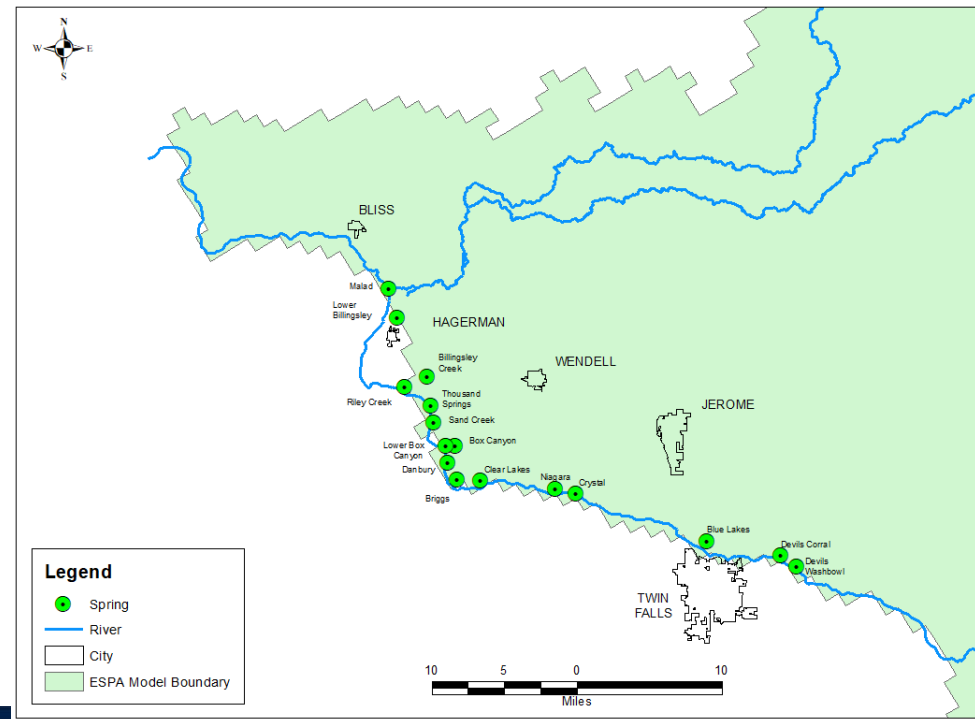 N
W E
S
BLISS
Malad
Lower
Billingsley
HAGERMAN
Billingsley
Creek
WENDELL
Riley Creek
Thousand
Springs
JEROME
Sand Creek
Lower Box
Canyon
Box Canyon
Danbury
Clear Lakes
Niagara
Crystal
Briggs
Blue Lakes
Devils Corral
Devils
Washbowl
TWIN
FALLS
Legend
Spring
River
City
ESPA Model Boundary
10 5 0 10
Miles